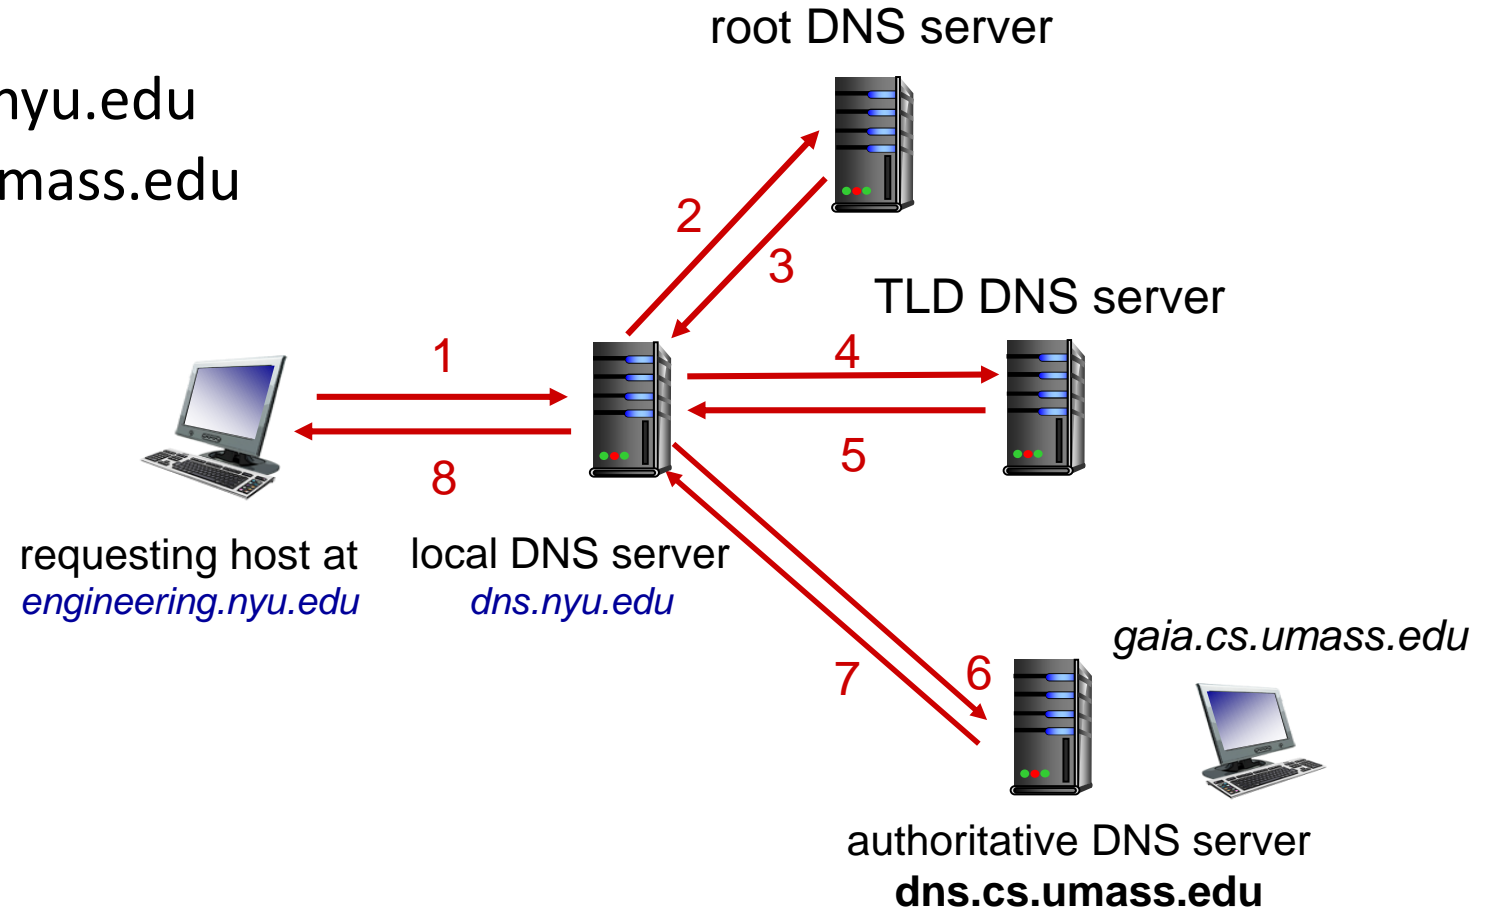 root DNS server
nyu.edu
mass.edu
2
3
TLD DNS server
1
4
8
5
requesting host at
engineering.nyu.edu
local DNS server
dns.nyu.edu
gaia.cs.umass.edu
7
6
authoritative DNS server
dns.cs.umass.edu